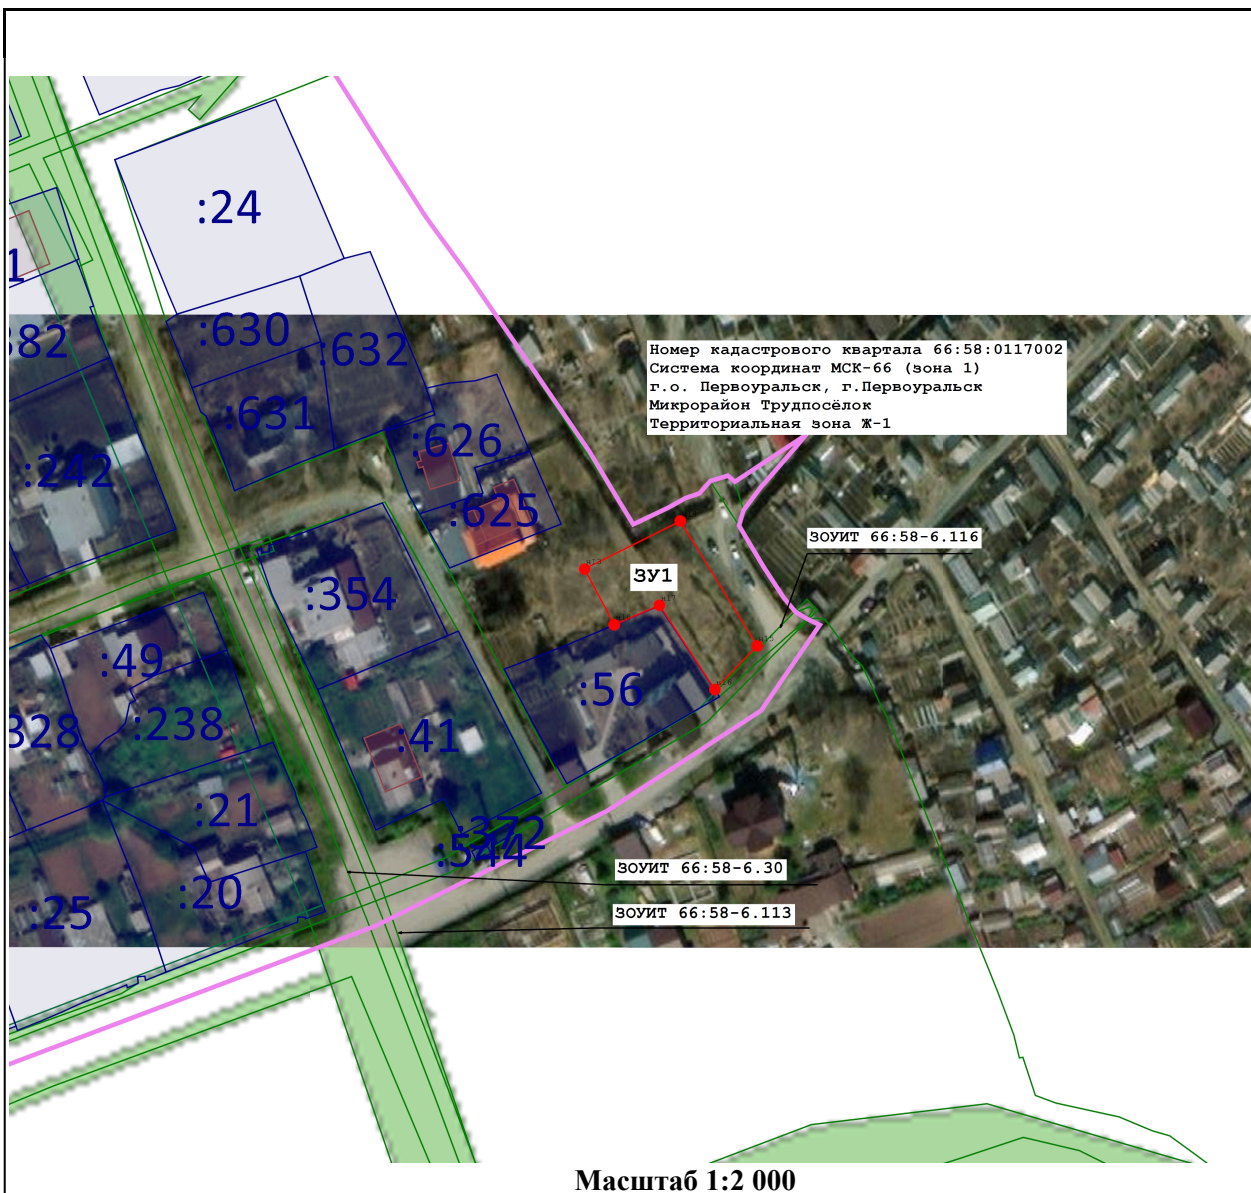 :24
1
:630
:632
382
Номер кадастрового квартала 66:58:0117002
Система координат МСК-66 (зона 1)
г.о. Первоуральск, г.Первоуральск
Микрорайон Трудпосёлок
Территориальная зона Ж-1
:631
:626
:242
:625
ЗОУИТ 66:58-6.116
ЗУ1
:354
н15
:49
:56
:238
328
:41
:21
:372
:544
ЗОУИТ 66:58-6.30
:20
:25
ЗОУИТ 66:58-6.113
Масштаб 1:2 000